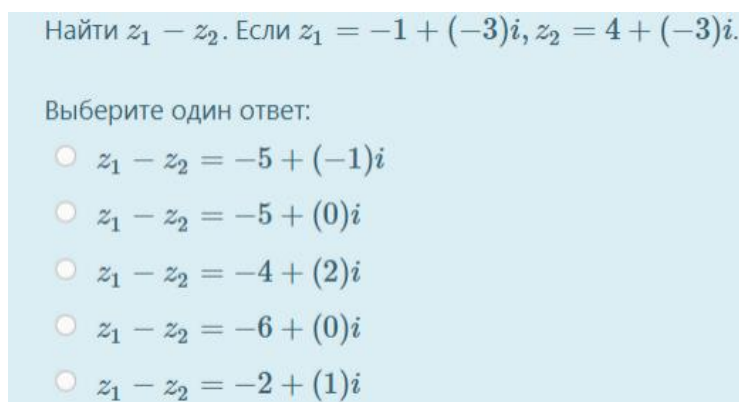 Найти z₁ − z₂. Если z₁ = −1 + (−3)i, z₂ = 4 + (−3)i.
Выберите один ответ:
z₁ − z₂ = −5 + (−1)i
z₁ − z₂ = −5 + (0)i
z₁ − z₂ = −4 + (2)i
z₁ − z₂ = −6 + (0)i
z₁ − z₂ = −2 + (1)i